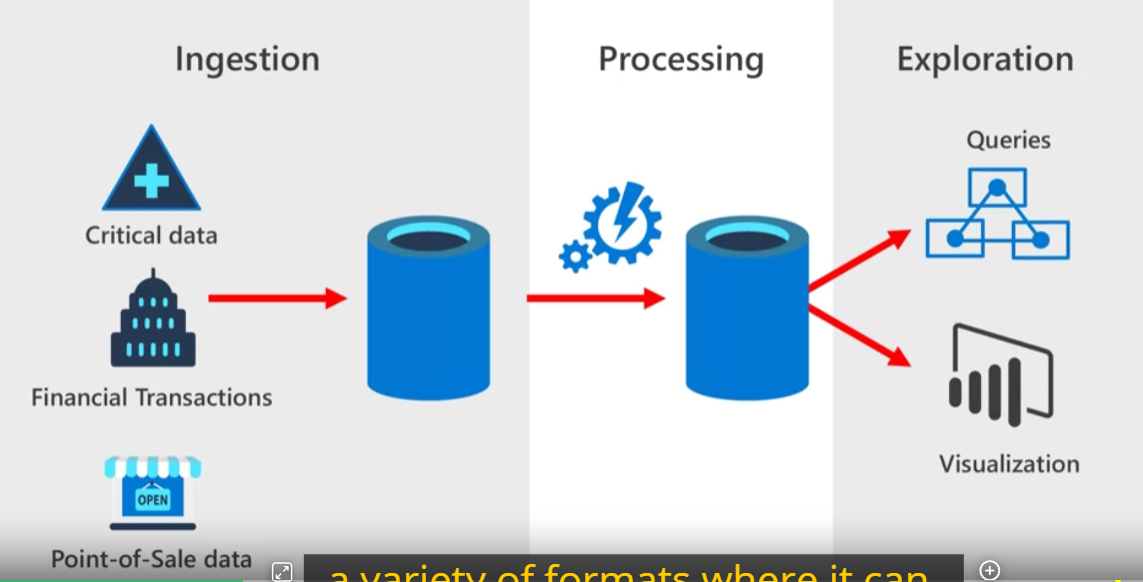 Ingestion
Processing
Exploration
Critical data
Financial Transactions
OPEN
Point-of-Sale data
Queries
Visualization
a variety of formats where it can